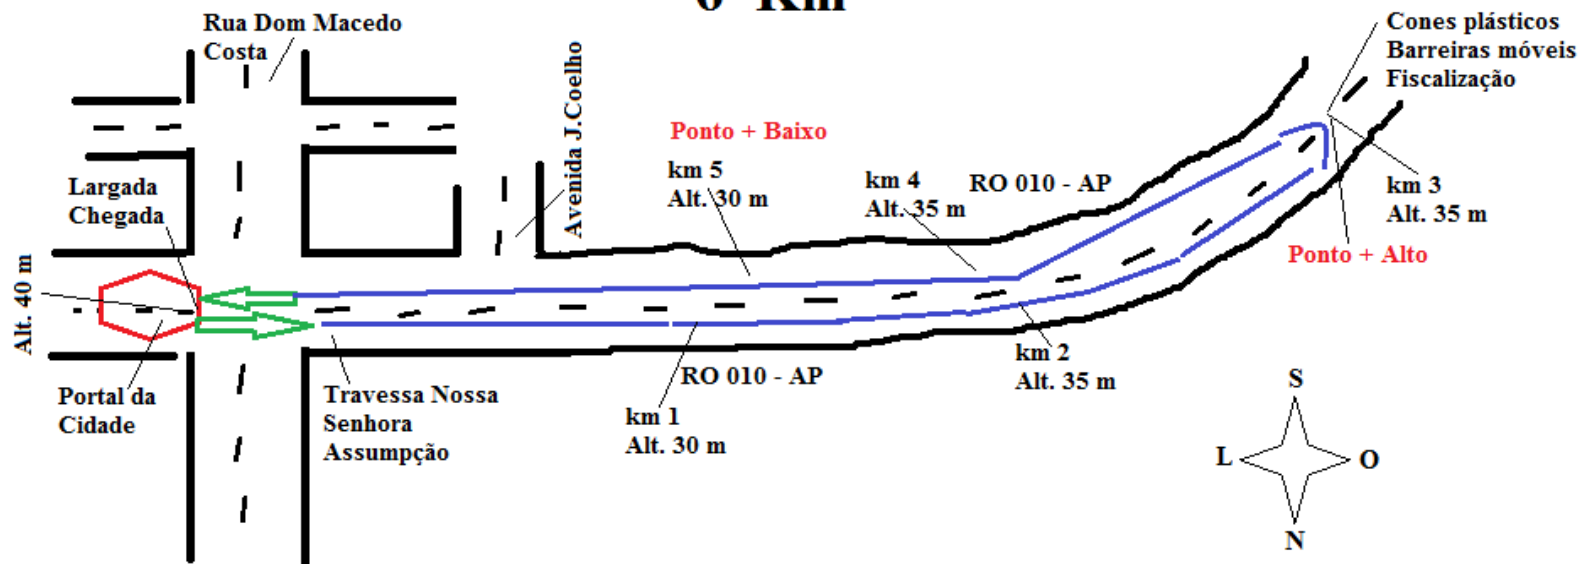 6 Km
Rua Dom Macedo
Costa
Cones plásticos
Barreiras móveis
Fiscalização
Avenida J.Coelho
Ponto + Baixo
km 5
Alt. 30 m
km 4
Alt. 35 m
RO 010 - AP
km 3
Alt. 35 m
Largada
Chegada
Ponto + Alto
Alt. 40 m
Portal da
Cidade
Travessa Nossa
Senhora
Assumpção
RO 010 - AP
km 1
Alt. 30 m
km 2
Alt. 35 m
S
L
O
N